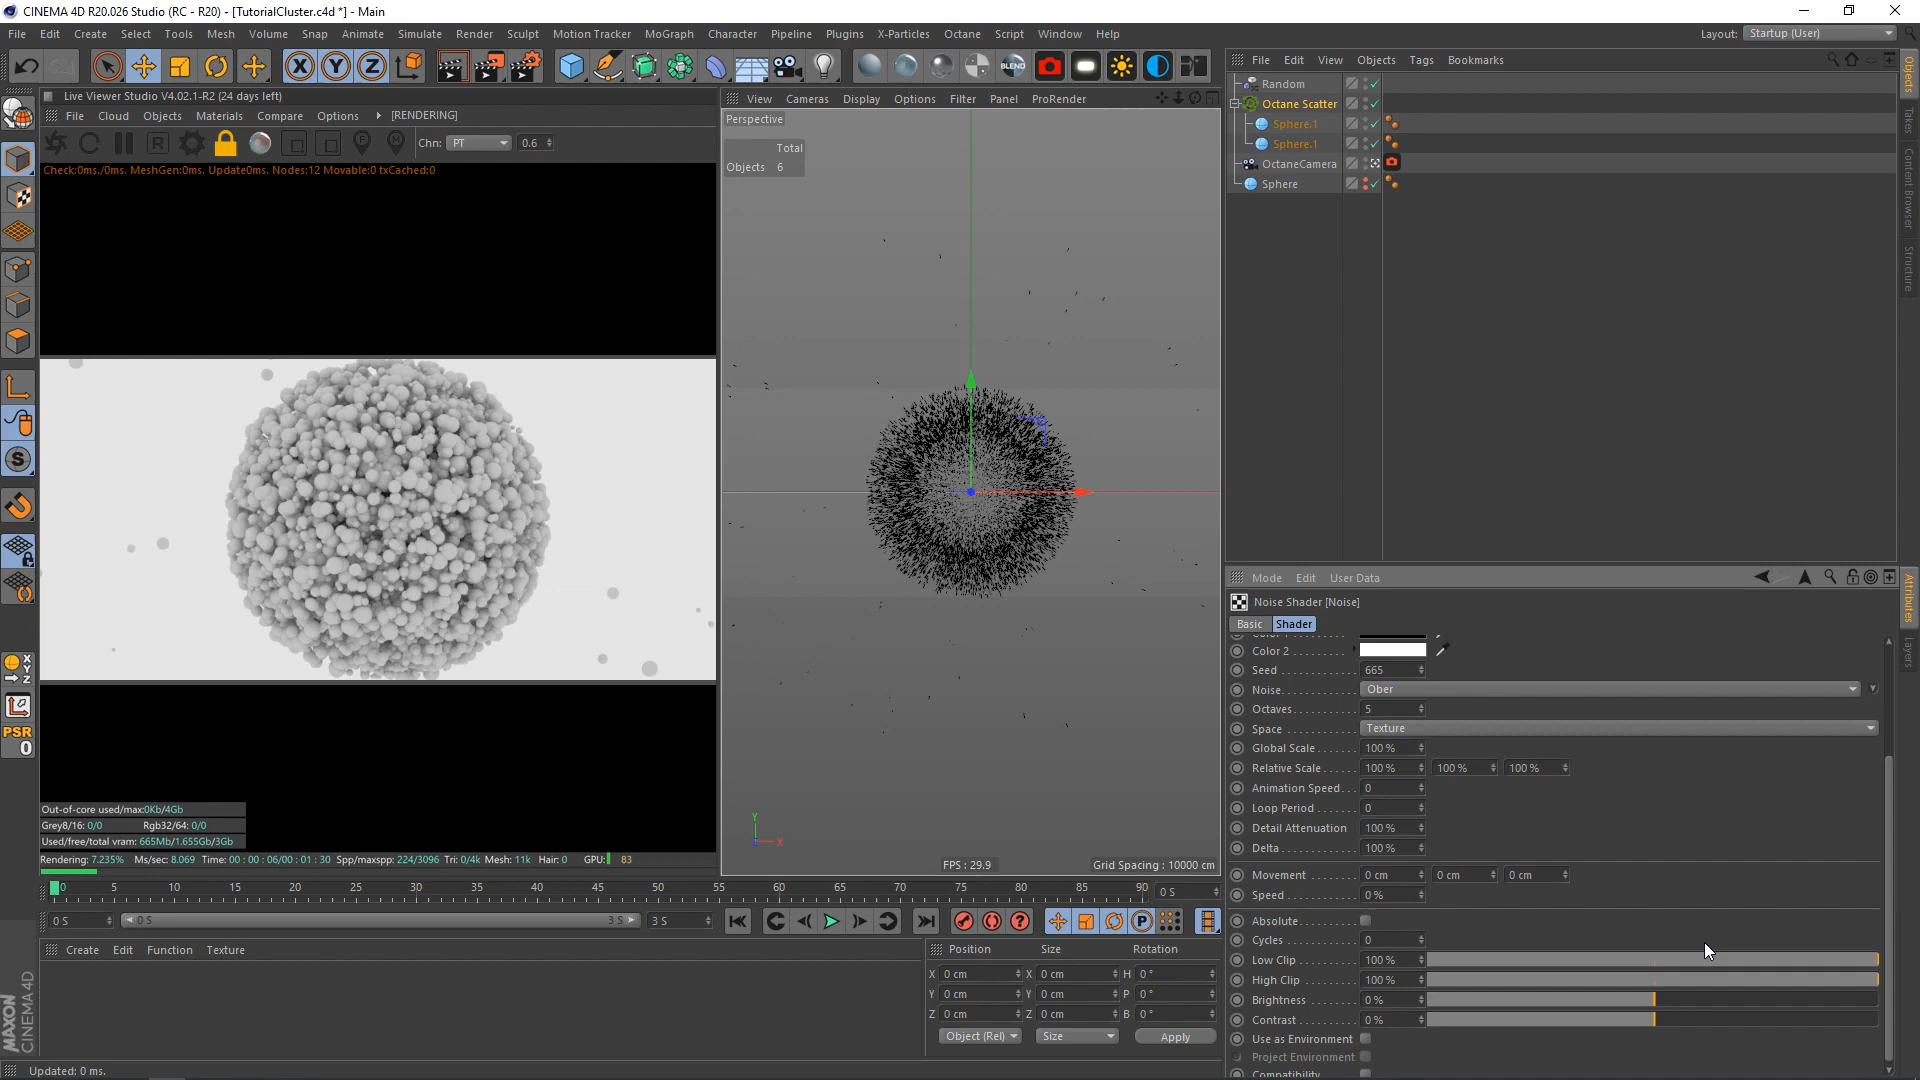 CINEMA 4D R20.026 Studio (RC - R20) - [TutorialCluster.c4d *] - Main
File Edit Create Select Tools Mesh Volume Snap Animate Simulate Render Sculpt Motion Tracker MoGraph Character Pipeline Plugins X-Particles Octane Script Window Help
Layout: Startup (User)
BLEND
Live Viewer Studio V4.02.1-R2 (24 days left)
File Cloud Objects Materials Compare Options [RENDERING]
Chn: PT 0.6
Check:0ms./0ms. MeshGen:0ms. Update0ms. Nodes:12 Movable:0 txCached:0
Out-of-core used/max:0Kb/4Gb
Grey8/16: 0/0 Rgb32/64: 0/0
Used/free/total vram: 665Mb/1.655Gb/3Gb
Rendering: 7.235% Ms/sec: 8.069 Time: 00 : 00 : 06/00 : 01 : 30 Spp/maxspp: 224/3096 Tri: 0/4k Mesh: 11k Hair: 0 GPU: 83
View Cameras Display Options Filter Panel ProRender
Perspective
Total
Objects 6
Y
X
FPS : 29.9
Grid Spacing : 10000 cm
0 5 10 15 20 25 30 35 40 45 50 55 60 65 70 75 80 85 90 0 S
0 S 0 S 3 S 3 S
Create Edit Function Texture
Position Size Rotation
X 0 cm X 0 cm H 0 °
Y 0 cm Y 0 cm P 0 °
Z 0 cm Z 0 cm B 0 °
Object (Rel) Size Apply
PSR
0
MAXON
CINEMA 4D
Updated: 0 ms.
File Edit View Objects Tags Bookmarks
Random
Octane Scatter
Sphere.1
Sphere.1
OctaneCamera
Sphere
Objects
Takes
Content Browser
Structure
Mode Edit User Data
Noise Shader [Noise]
Basic Shader
Color 2
Seed 665
Noise Ober
Octaves 5
Space Texture
Global Scale 100 %
Relative Scale 100 % 100 % 100 %
Animation Speed 0
Loop Period 0
Detail Attenuation 100 %
Delta 100 %
Movement 0 cm 0 cm 0 cm
Speed 0 %
Absolute
Cycles 0
Low Clip 100 %
High Clip 100 %
Brightness 0 %
Contrast 0 %
Use as Environment
Project Environment
Compatibility
Attributes
Layers